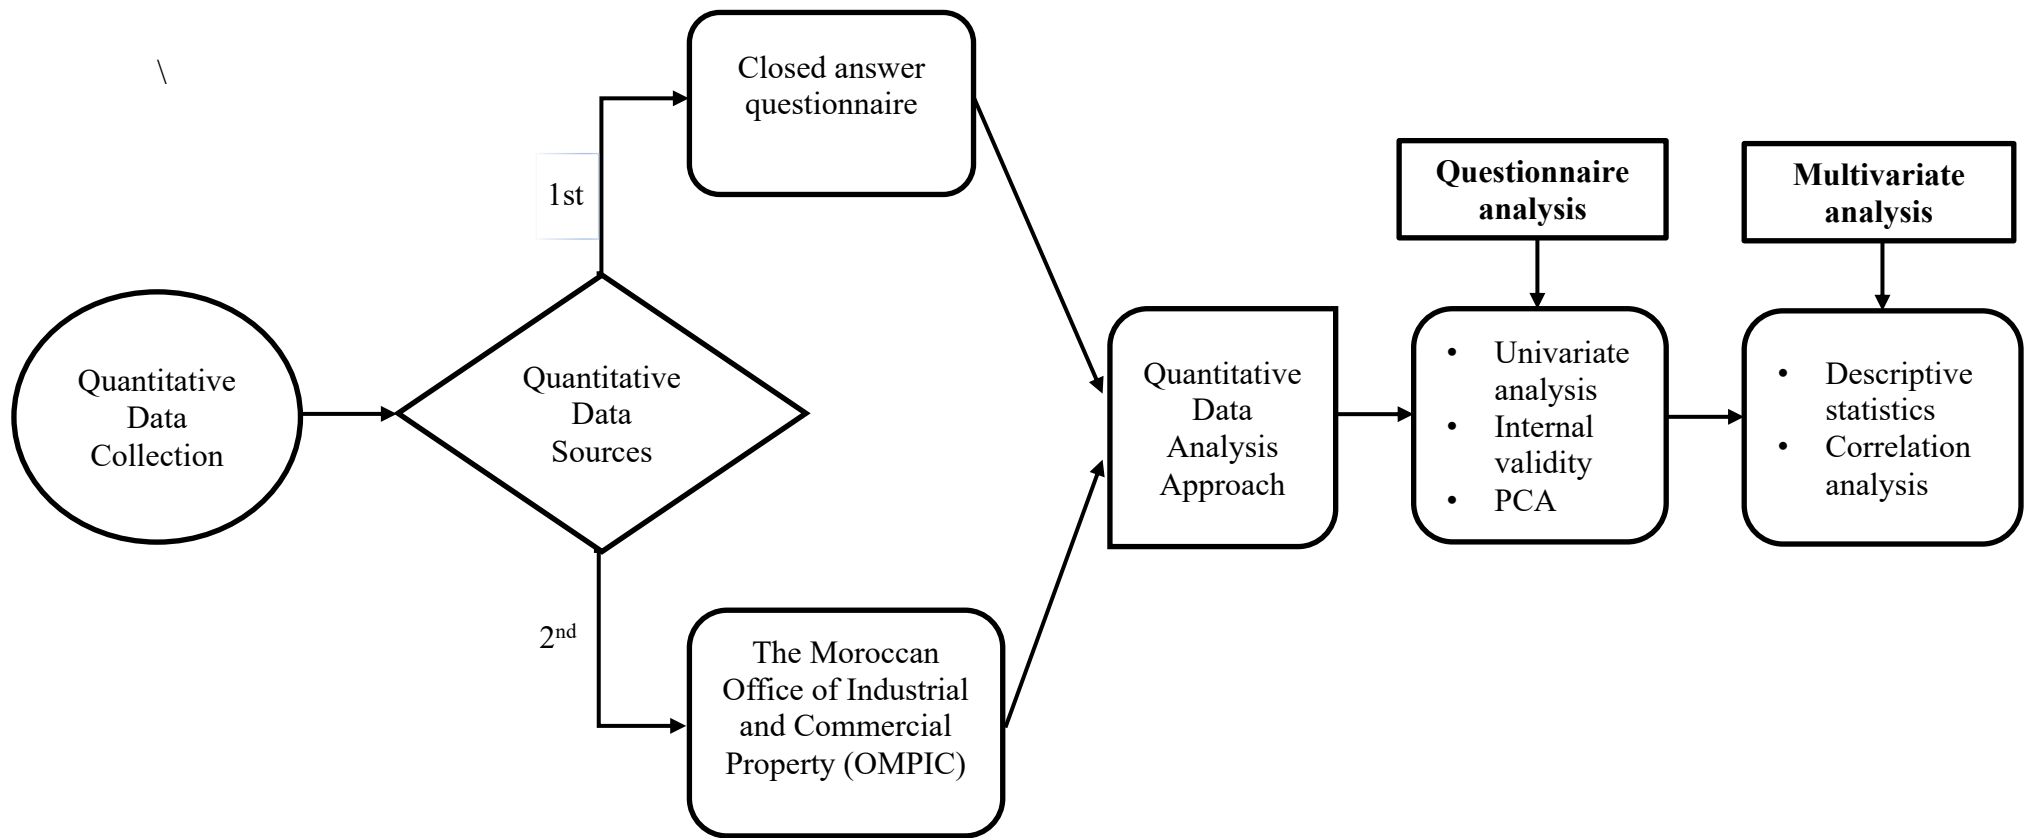 \
Quantitative
Data
Collection
Quantitative
Data
Sources
1st
Closed answer
questionnaire
2nd
The Moroccan
Office of Industrial
and Commercial
Property (OMPIC)
Quantitative
Data
Analysis
Approach
Questionnaire
analysis
• Univariate
analysis
• Internal
validity
• PCA
Multivariate
analysis
• Descriptive
statistics
• Correlation
analysis